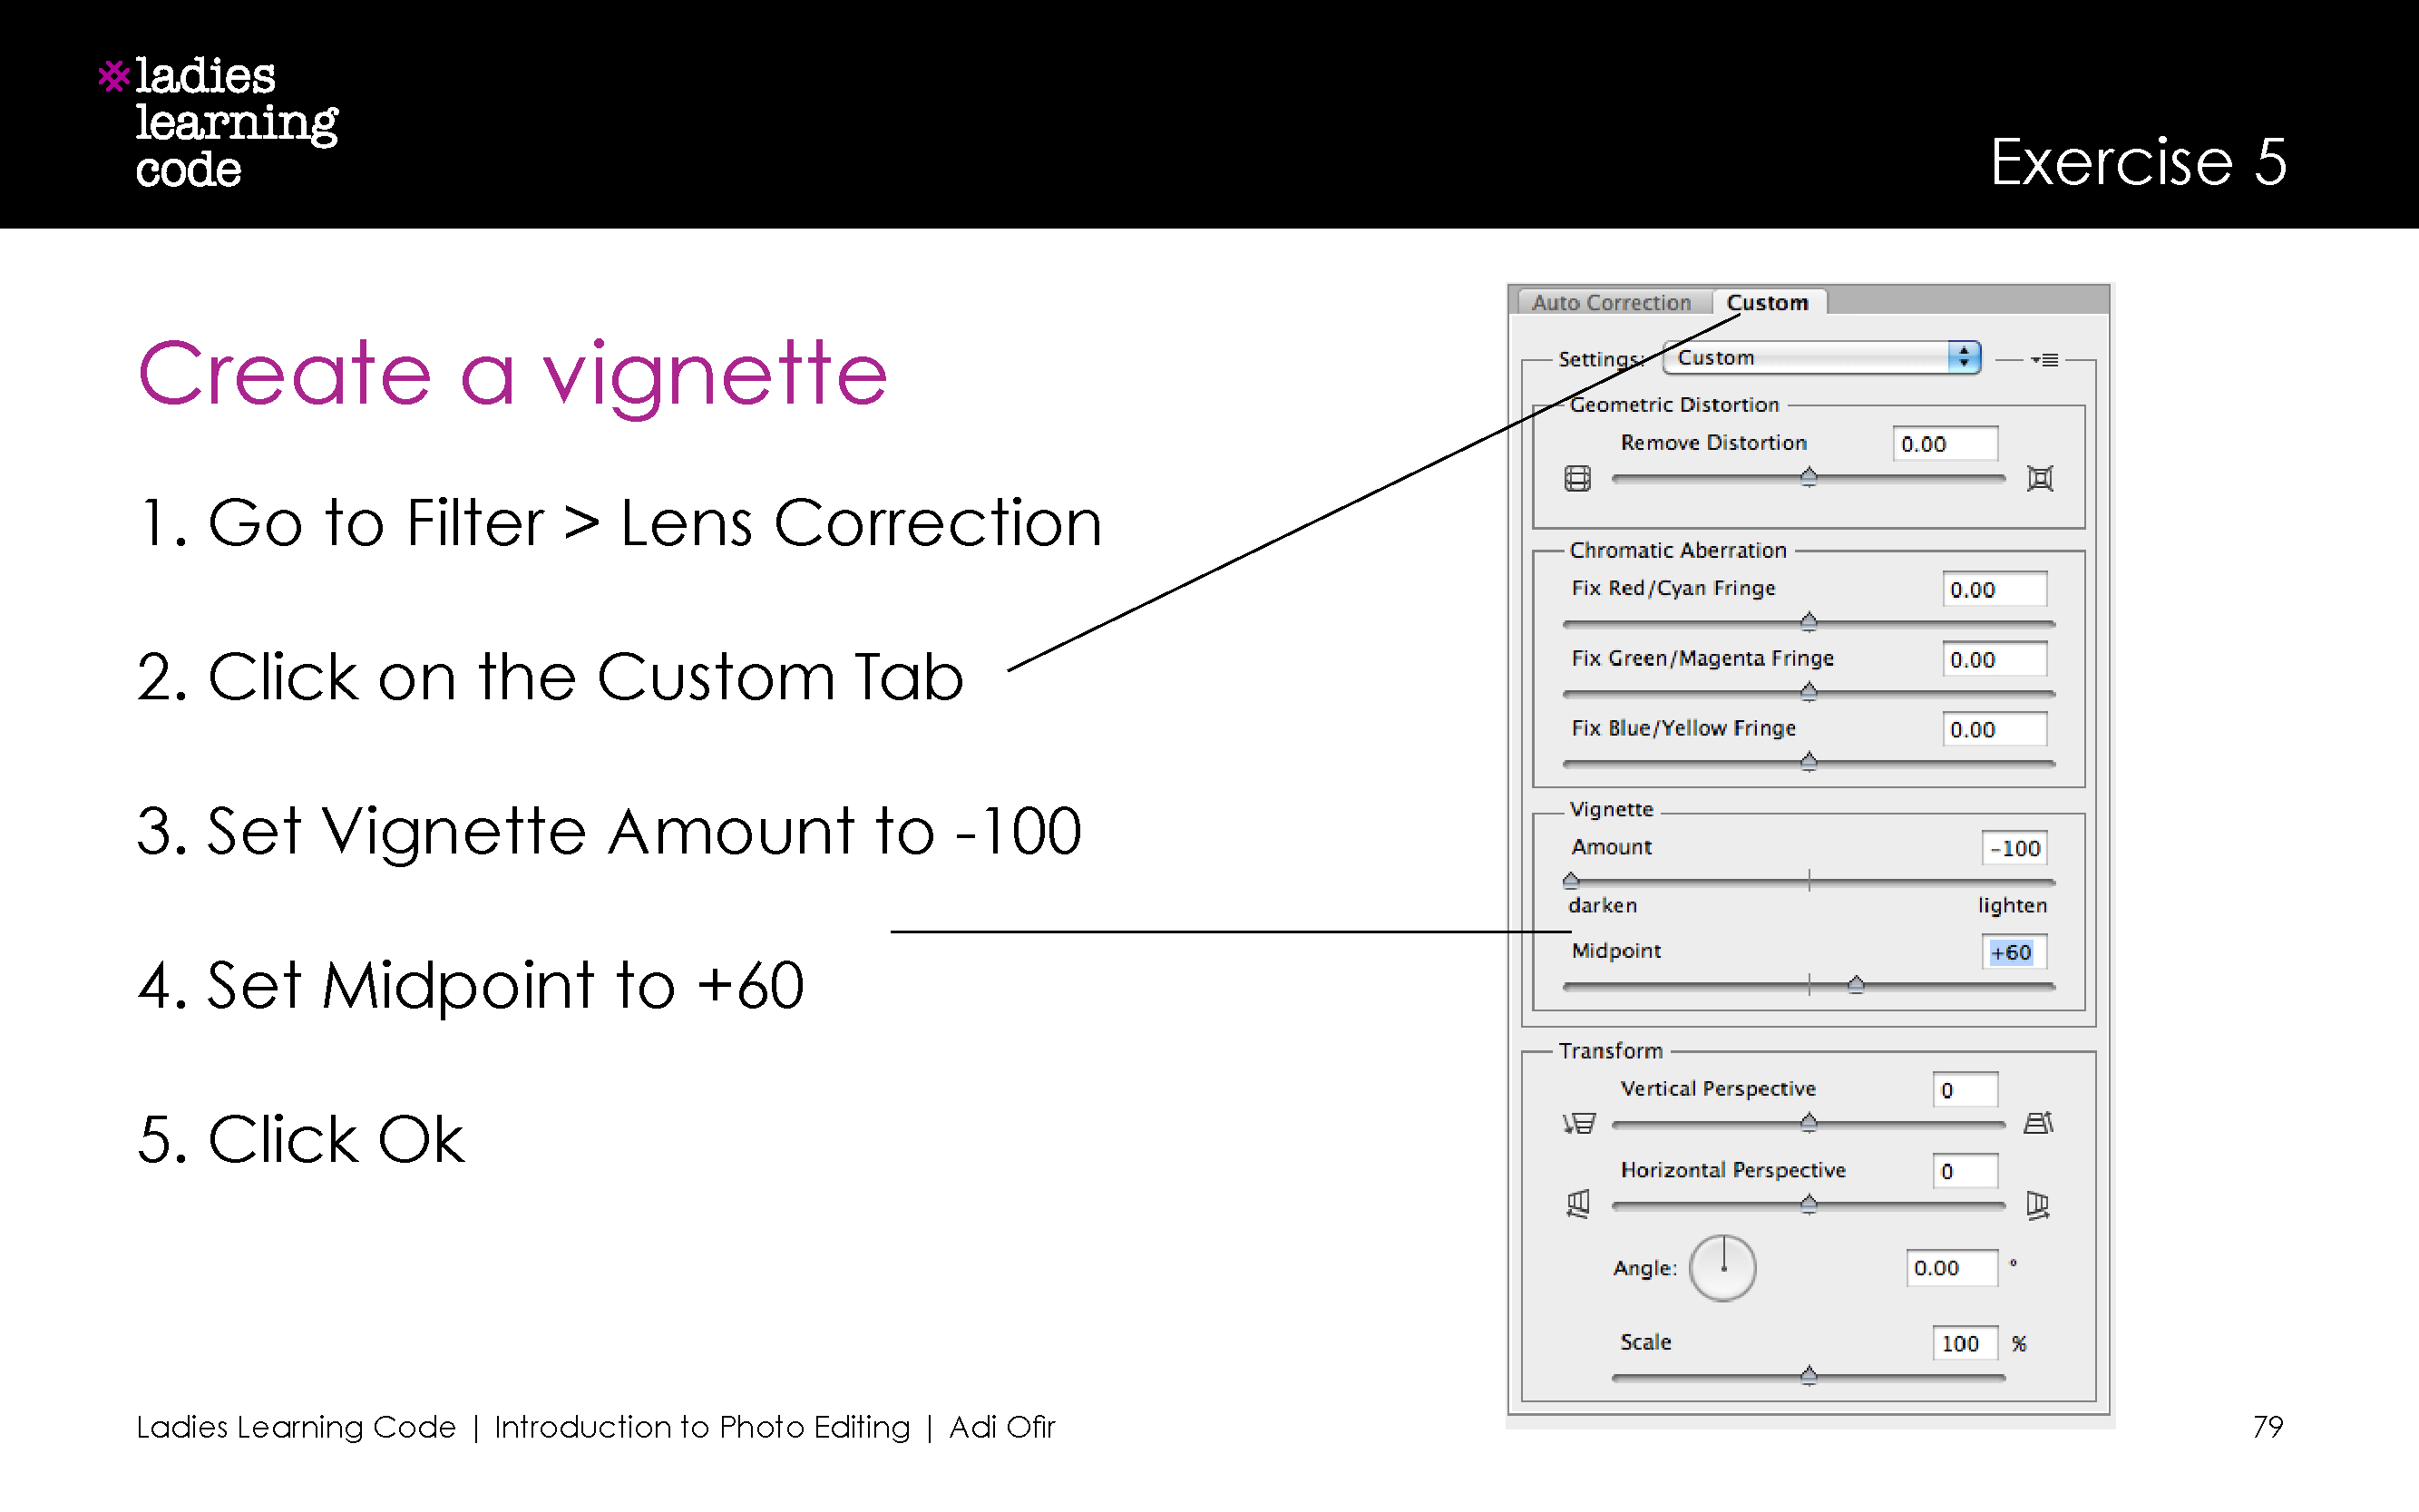 ladies
learning
code
Exercise 5
Create a vignette
1. Go to Filter > Lens Correction
2. Click on the Custom Tab
3. Set Vignette Amount to -100
4. Set Midpoint to +60
5. Click Ok
Auto Correction Custom
Settings: Custom
Geometric Distortion
Remove Distortion 0.00
Chromatic Aberration
Fix Red/Cyan Fringe 0.00
Fix Green/Magenta Fringe 0.00
Fix Blue/Yellow Fringe 0.00
Vignette
Amount -100
darken lighten
Midpoint +60
Transform
Vertical Perspective 0
Horizontal Perspective 0
Angle: 0.00 °
Scale 100 %
Ladies Learning Code | Introduction to Photo Editing | Adi Ofir
79